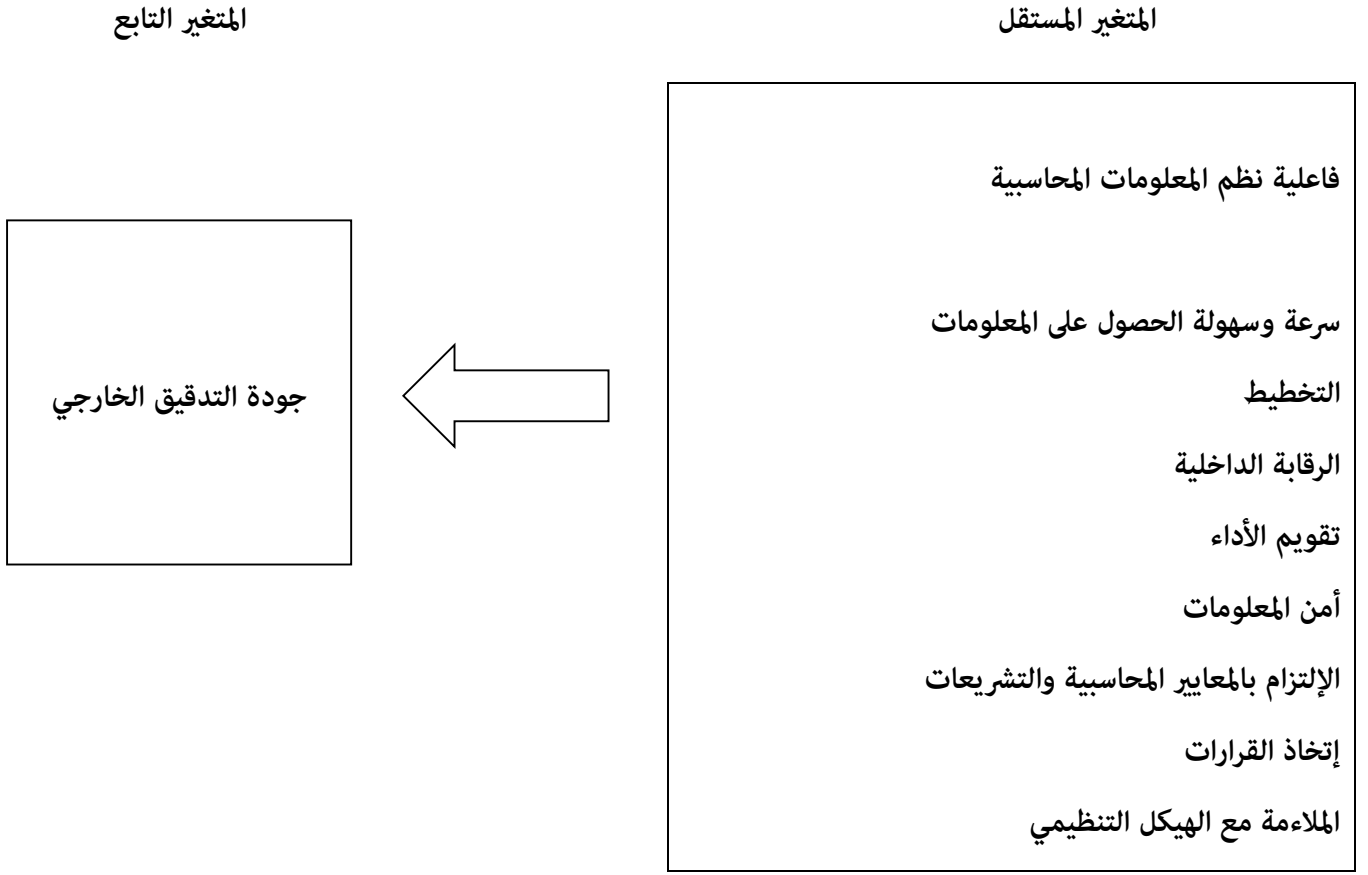 المتغير المستقل
المتغير التابع
فاعلية نظم المعلومات المحاسبية
سرعة وسهولة الحصول على المعلومات
التخطيط
الرقابة الداخلية
تقويم الأداء
أمن المعلومات
الإلتزام بالمعايير المحاسبية والتشريعات
إتخاذ القرارات
الملاءمة مع الهيكل التنظيمي
جودة التدقيق الخارجي